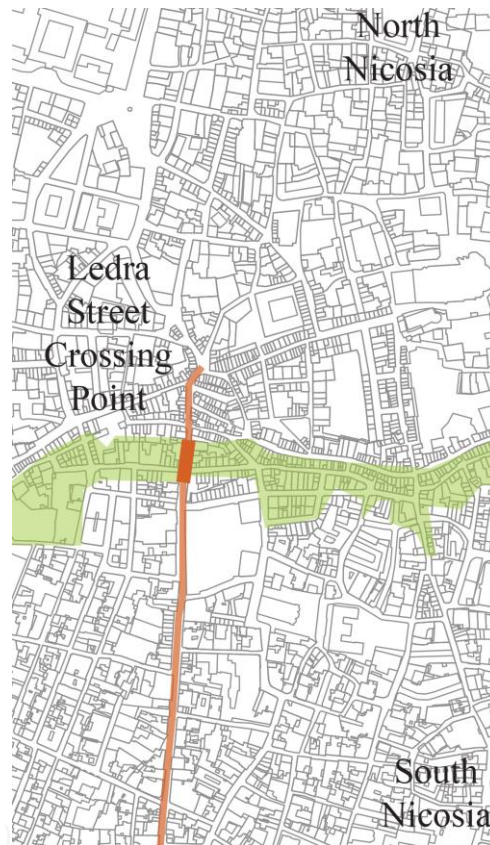 North
Nicosia
Ledra
Street
Crossing
Point
South
Nicosia